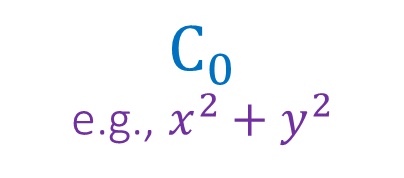 C₀
e.g., x² + y²